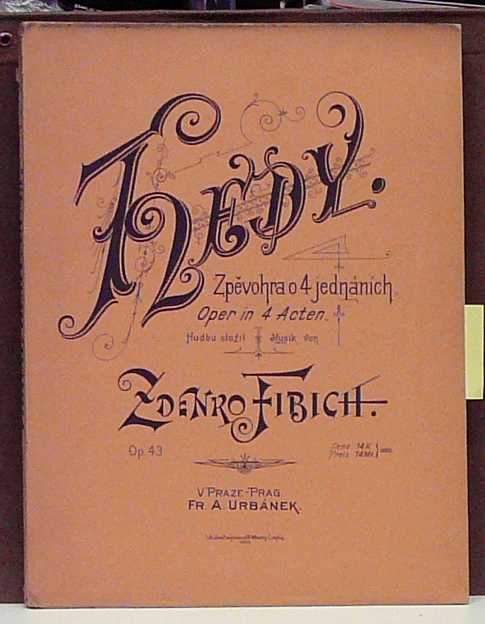 HEDY.
Zpěvohra o 4 jednáních.
Oper in 4 Acten.
Hudbu složil Musik von
ZDENKO FIBICH.
Op. 43
Cena 14 K.
Preis 14 Mk.
V PRAZE-PRAG
FR. A. URBÁNEK.